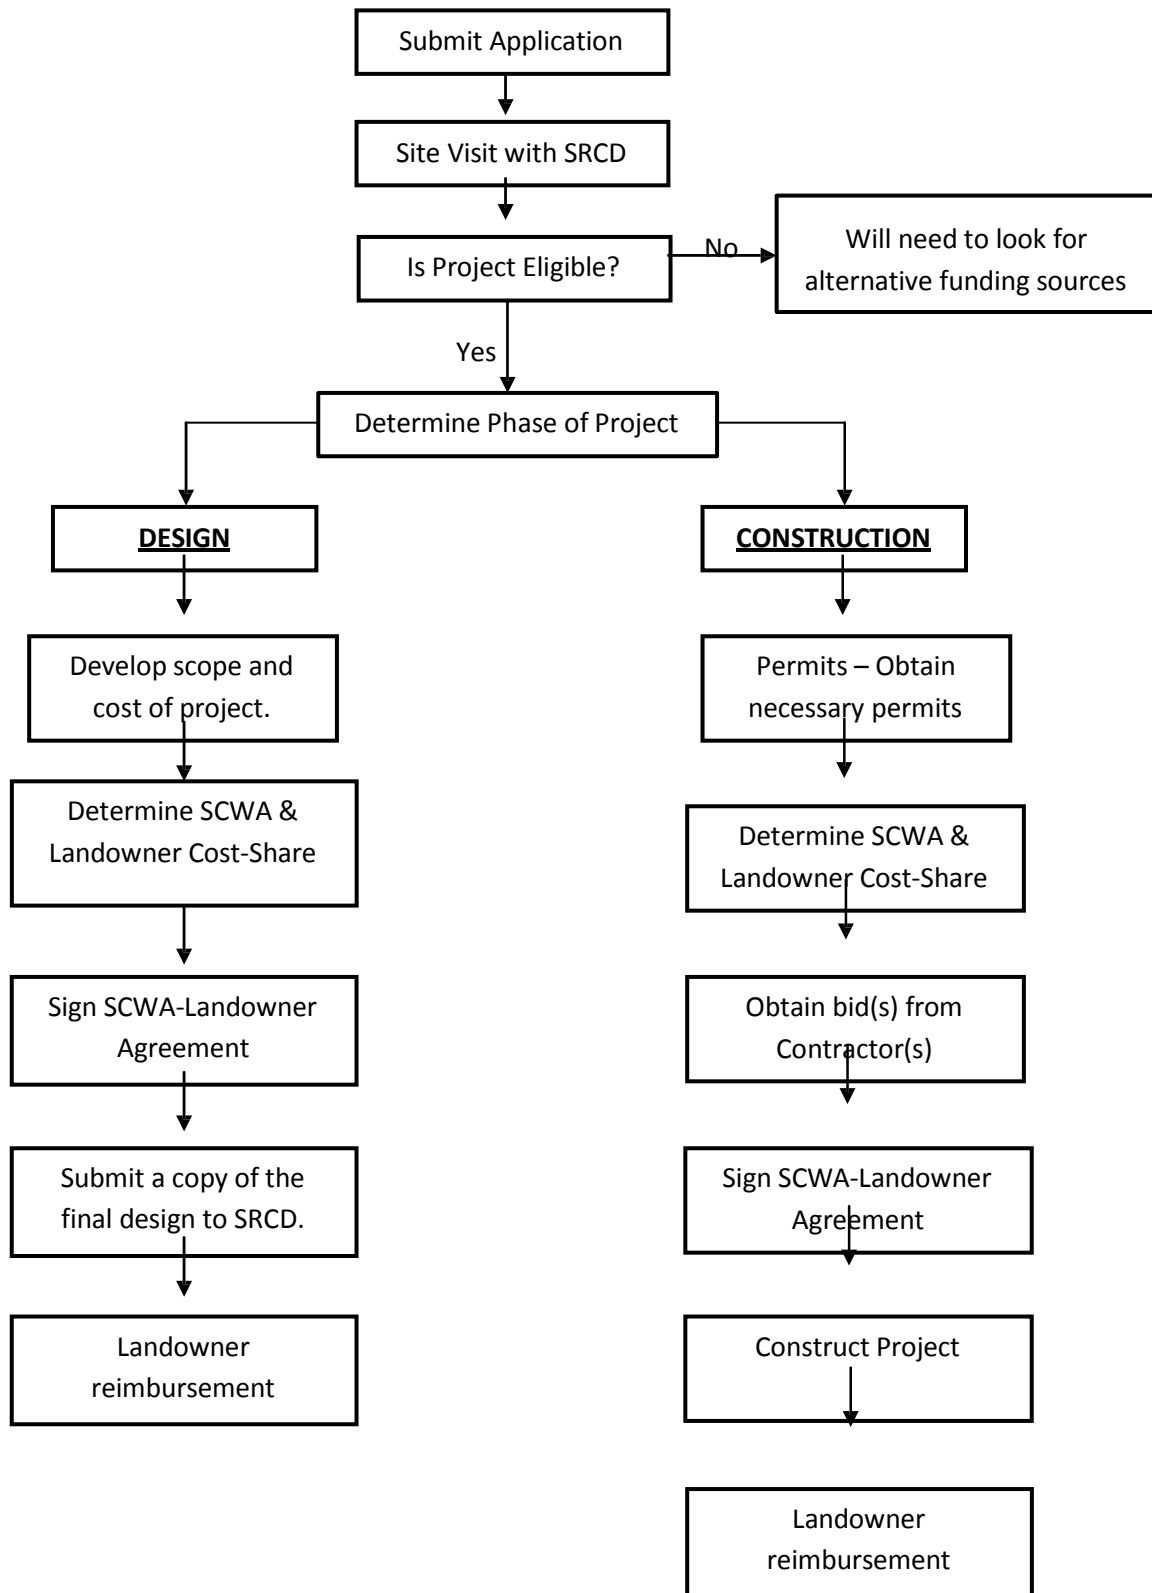 Submit Application
Site Visit with SRCD
Is Project Eligible?
No
Will need to look for
alternative funding sources
Yes
Determine Phase of Project
DESIGN
Develop scope and
cost of project.
Determine SCWA &
Landowner Cost-Share
Sign SCWA-Landowner
Agreement
Submit a copy of the
final design to SRCD.
Landowner
reimbursement
CONSTRUCTION
Permits – Obtain
necessary permits
Determine SCWA &
Landowner Cost-Share
Obtain bid(s) from
Contractor(s)
Sign SCWA-Landowner
Agreement
Construct Project
Landowner
reimbursement